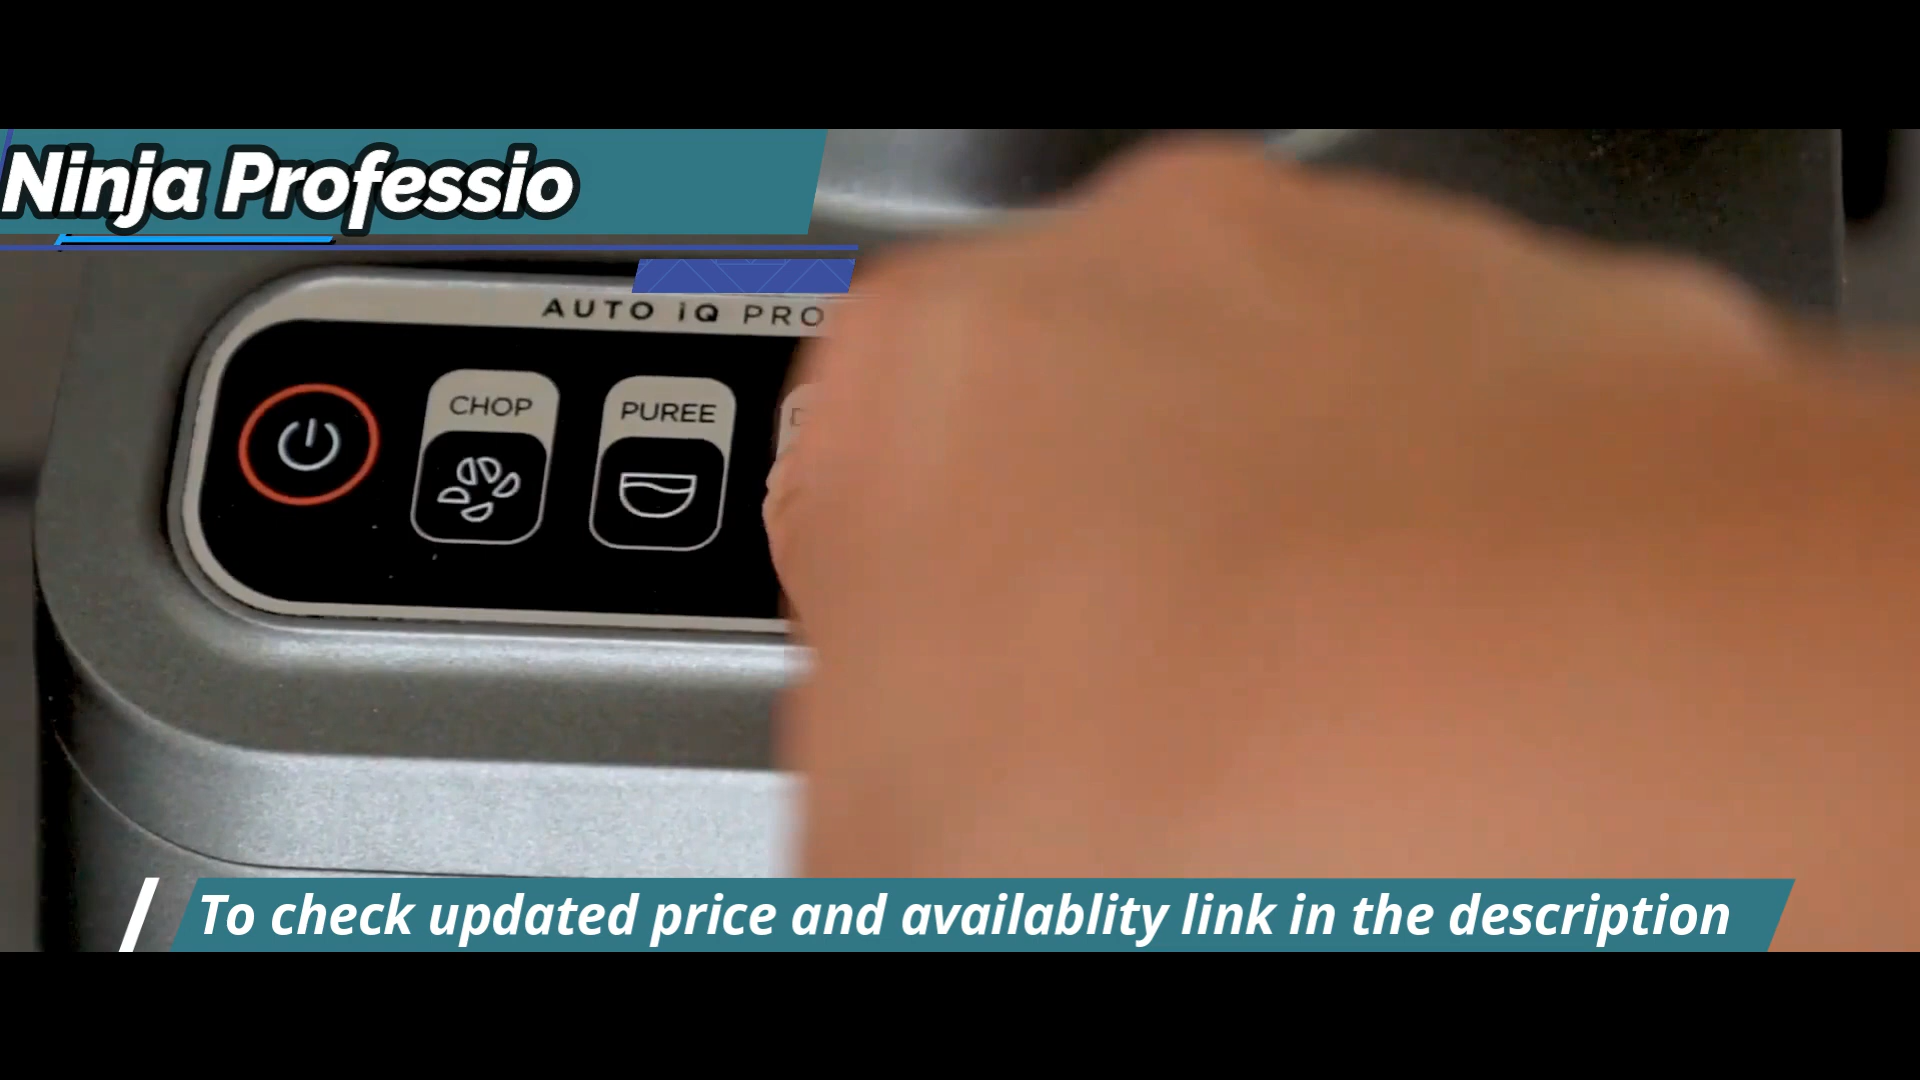 Ninja Professio
AUTO iQ PRO
CHOP
PUREE
To check updated price and availablity link in the description